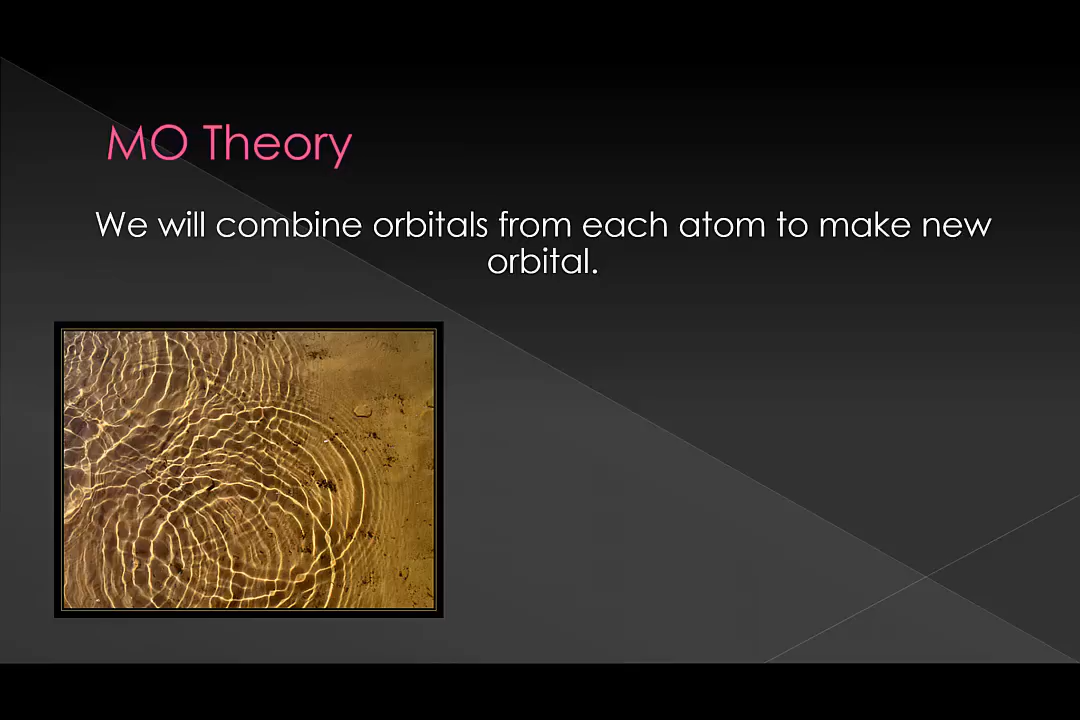 MO Theory
We will combine orbitals from each atom to make new
orbital.